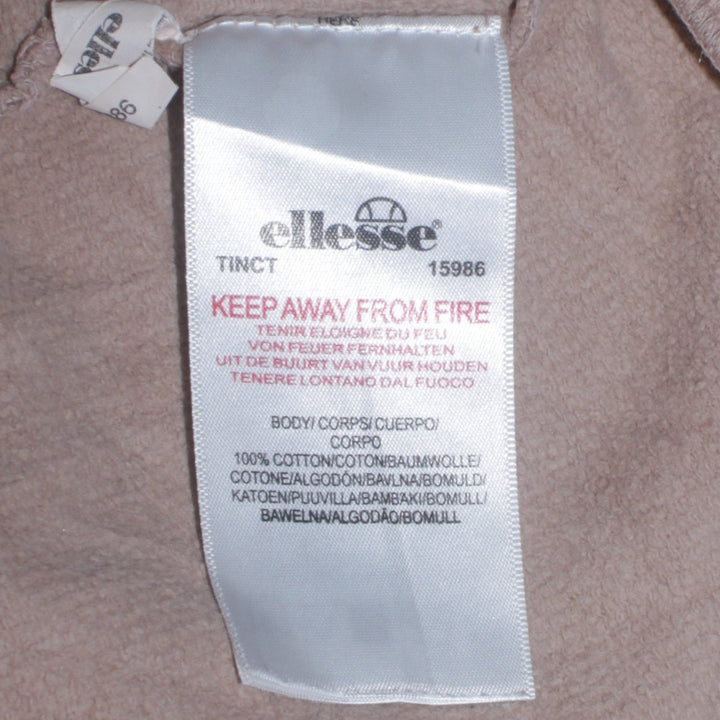 ellesse
86
ellesse®
TINCT 15986
KEEP AWAY FROM FIRE
TENIR ELOIGNE DU FEU
VON FEUER FERNHALTEN
UIT DE BUURT VAN VUUR HOUDEN
TENERE LONTANO DAL FUOCO
BODY/ CORPS/ CUERPO/
CORPO
100% COTTON/COTON/BAUMWOLLE/
COTONE/ALGODÓN/BAVLNA/BOMULD/
KATOEN/PUUVILLA/BAMBAKI/BOMULL/
BAWELNA/ALGODÃO/BOMULL